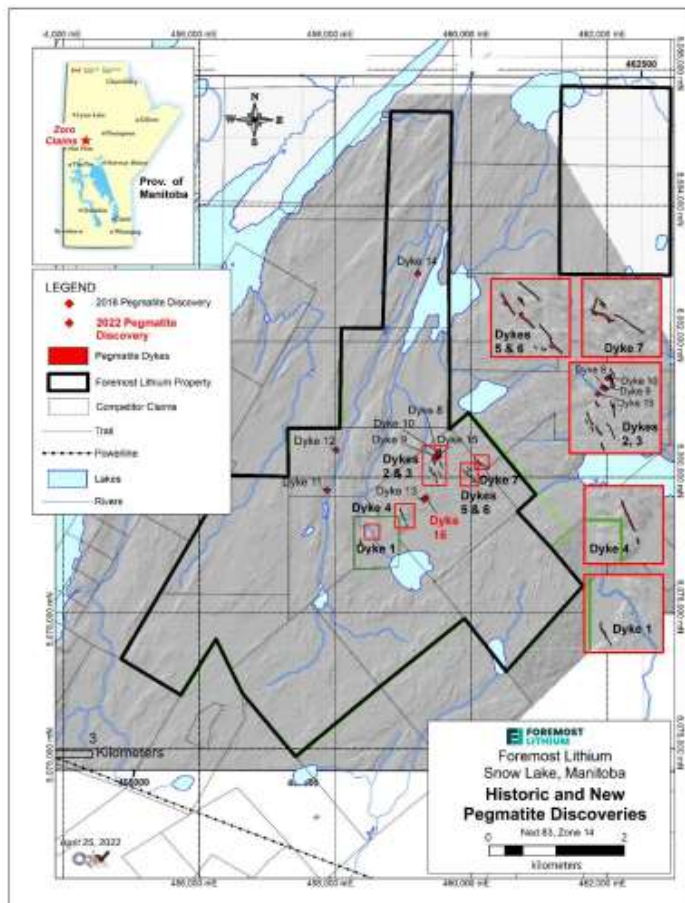 456,000 mE
458,000 mE
460,000 mE
462,000 mE
462500
N
W
E
S
Zoro
Claims
Prov. of
Manitoba
LEGEND
2016 Pegmatite Discovery
2022 Pegmatite
Discovery
Pegmatite Dykes
Foremost Lithium Property
Competitor Claims
Trail
Powerline
Lakes
Rivers
Dyke 14
Dyke 8
Dyke 10
Dyke 9
Dyke 15
Dyke 12
Dykes
2 & 3
Dyke 7
Dyke 11
Dyke 13
Dykes
5 & 6
Dyke 4
Dyke
16
Dyke 1
Dykes
5 & 6
Dyke 7
Dyke 8
Dyke 10
Dyke 9
Dyke 15
Dykes
2, 3
Dyke 4
Dyke 1
3
Kilometers
April 25, 2022
FOREMOST
LITHIUM
Foremost Lithium
Snow Lake, Manitoba
Historic and New
Pegmatite Discoveries
Nad 83, Zone 14
0
2
kilometers
456,000 mE
458,000 mE
460,000 mE
462,000 mE